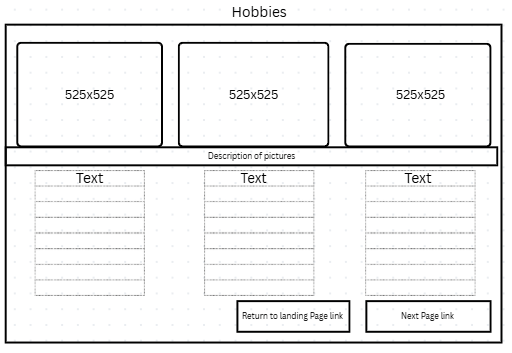 Hobbies
525x525 525x525 525x525
Description of pictures
Text Text Text
Return to landing Page link Next Page link